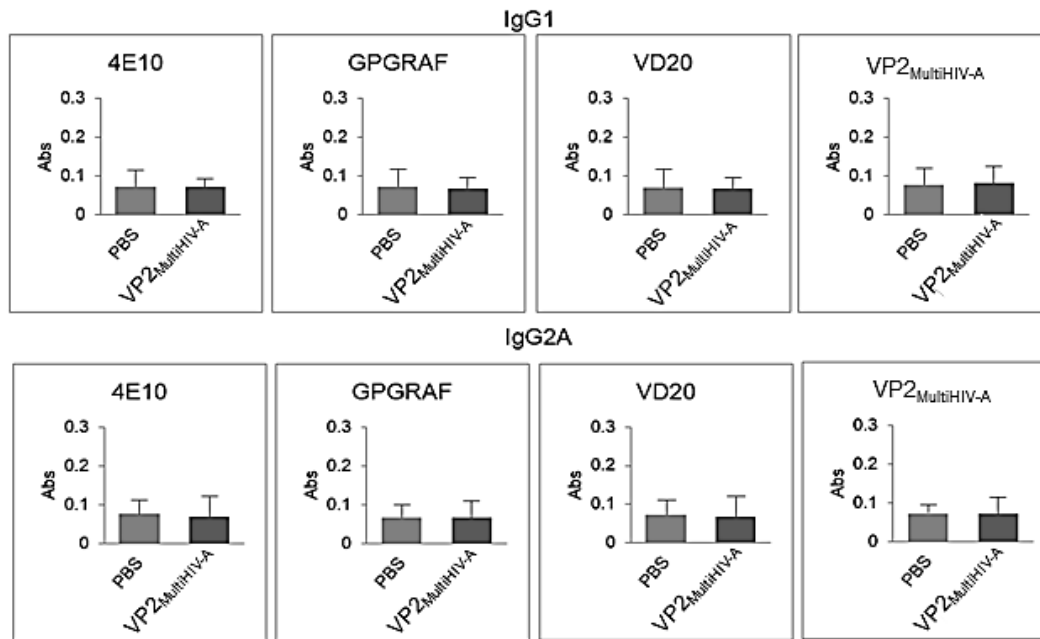 IgG1
4E10
0.3
0.2
0.1
0
Abs
PBS
VP2MultiHIV-A
GPGRAF
0.3
0.2
0.1
0
Abs
PBS
VP2MultiHIV-A
VD20
0.3
0.2
0.1
0
Abs
PBS
VP2MultiHIV-A
VP2MultiHIV-A
0.3
0.2
0.1
0
Abs
PBS
VP2MultiHIV-A
IgG2A
4E10
0.3
0.2
0.1
0
Abs
PBS
VP2MultiHIV-A
GPGRAF
0.3
0.2
0.1
0
Abs
PBS
VP2MultiHIV-A
VD20
0.3
0.2
0.1
0
Abs
PBS
VP2MultiHIV-A
VP2MultiHIV-A
0.3
0.2
0.1
0
Abs
PBS
VP2MultiHIV-A